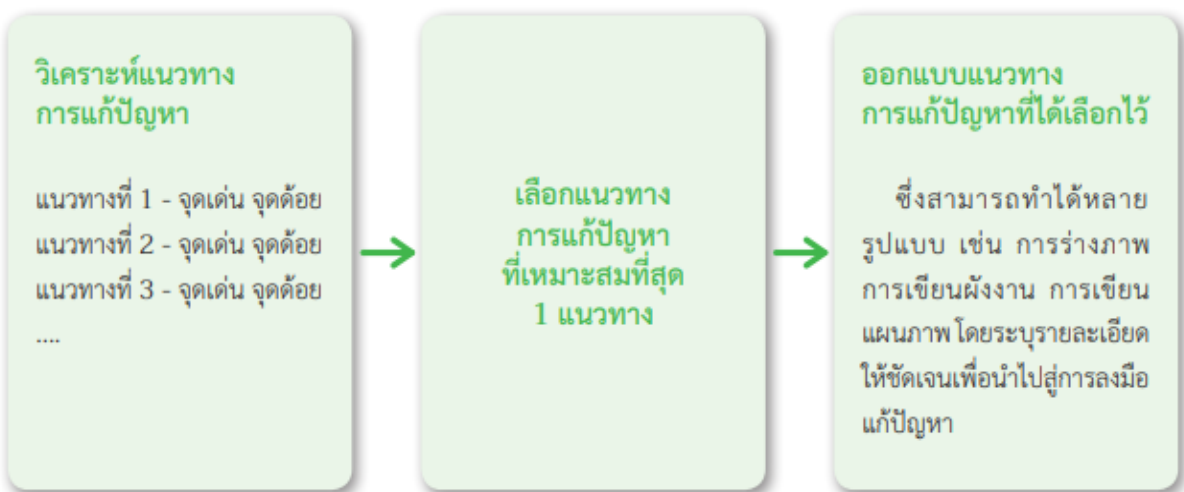 วิเคราะห์แนวทาง
การแก้ปัญหา
แนวทางที่ 1 - จุดเด่น จุดด้อย
แนวทางที่ 2 - จุดเด่น จุดด้อย
แนวทางที่ 3 - จุดเด่น จุดด้อย
....
เลือกแนวทาง
การแก้ปัญหา
ที่เหมาะสมที่สุด
1 แนวทาง
ออกแบบแนวทาง
การแก้ปัญหาที่ได้เลือกไว้
ซึ่งสามารถทำได้หลาย
รูปแบบ เช่น การร่างภาพ
การเขียนผังงาน การเขียน
แผนภาพ โดยระบุรายละเอียด
ให้ชัดเจนเพื่อนำไปสู่การลงมือ
แก้ปัญหา